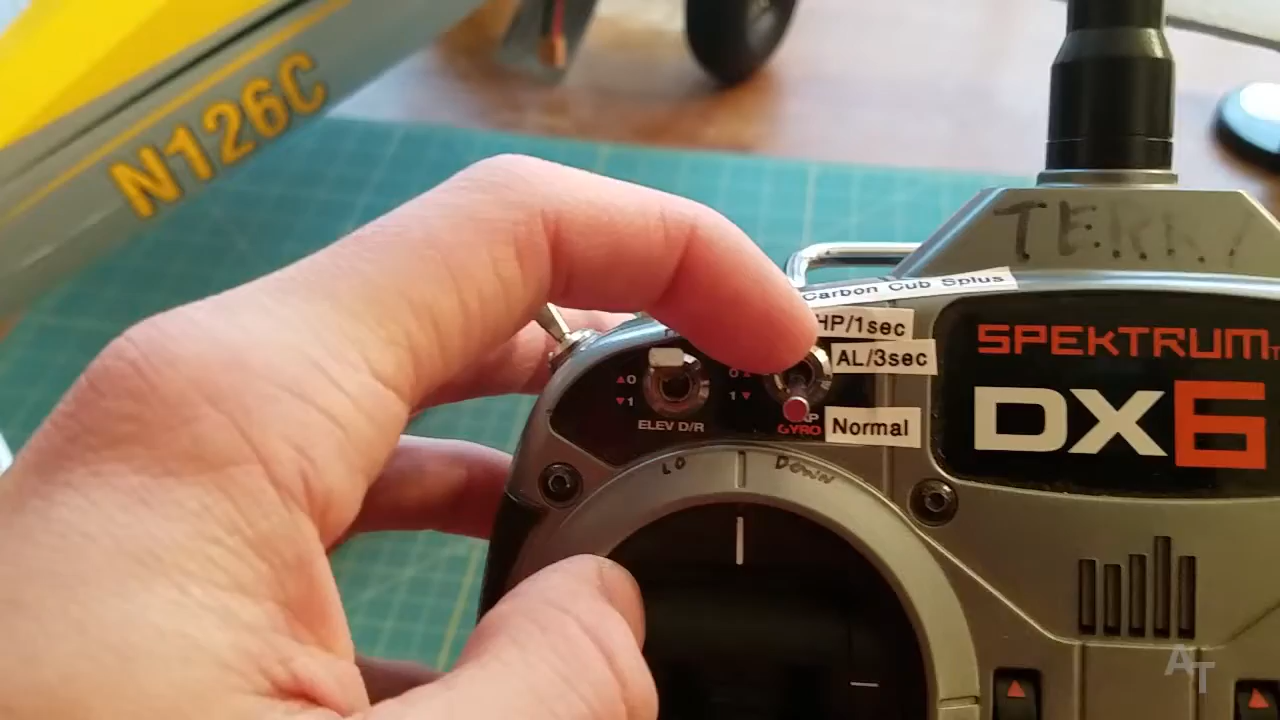 N126C
TERRY
Carbon Cub Splus
HP/1sec
AL/3sec
Normal
SPEKTRUM
DX6
0
1
0
1
ELEV D/R
GYRO
LO
DOWN
AT